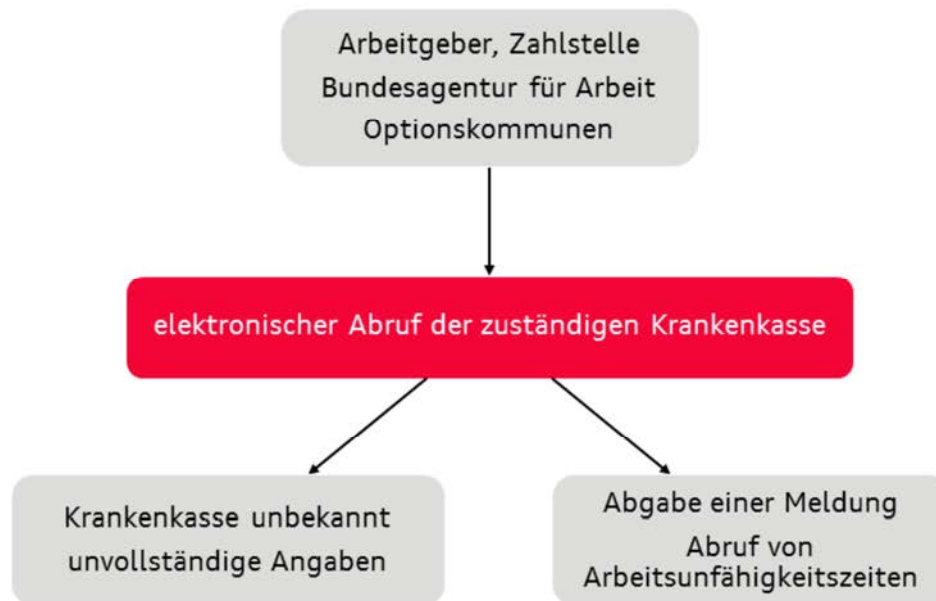 Arbeitgeber, Zahlstelle
Bundesagentur für Arbeit
Optionskommunen
elektronischer Abruf der zuständigen Krankenkasse
Krankenkasse unbekannt
unvollständige Angaben
Abgabe einer Meldung
Abruf von
Arbeitsunfähigkeitszeiten